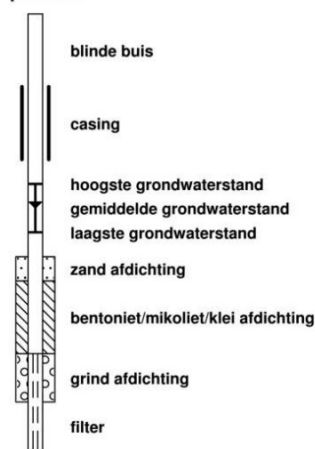 blinde buis
casing
hoogste grondwaterstand
gemiddelde grondwaterstand
laagste grondwaterstand
zand afdichting
bentoniet/mikoliet/klei afdichting
grind afdichting
filter